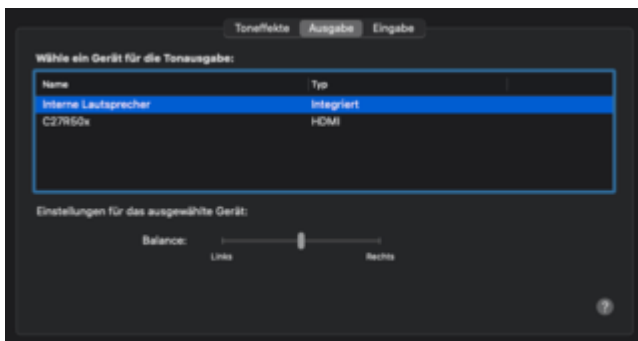 Toneffekte Ausgabe Eingabe
Wähle ein Gerät für die Tonausgabe:
Name Typ
Interne Lautsprecher Integriert
C27R50x HDMI
Einstellungen für das ausgewählte Gerät:
Balance:
Links Rechts
?